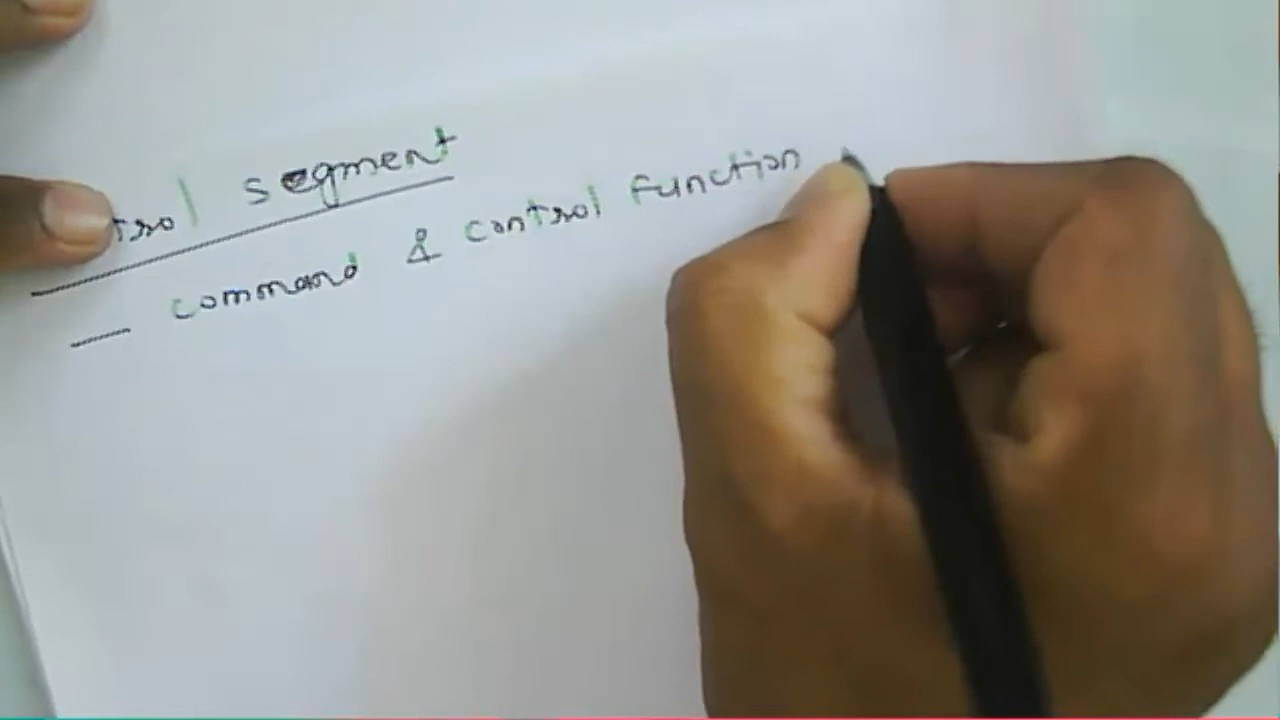 trol segment
— command & control function